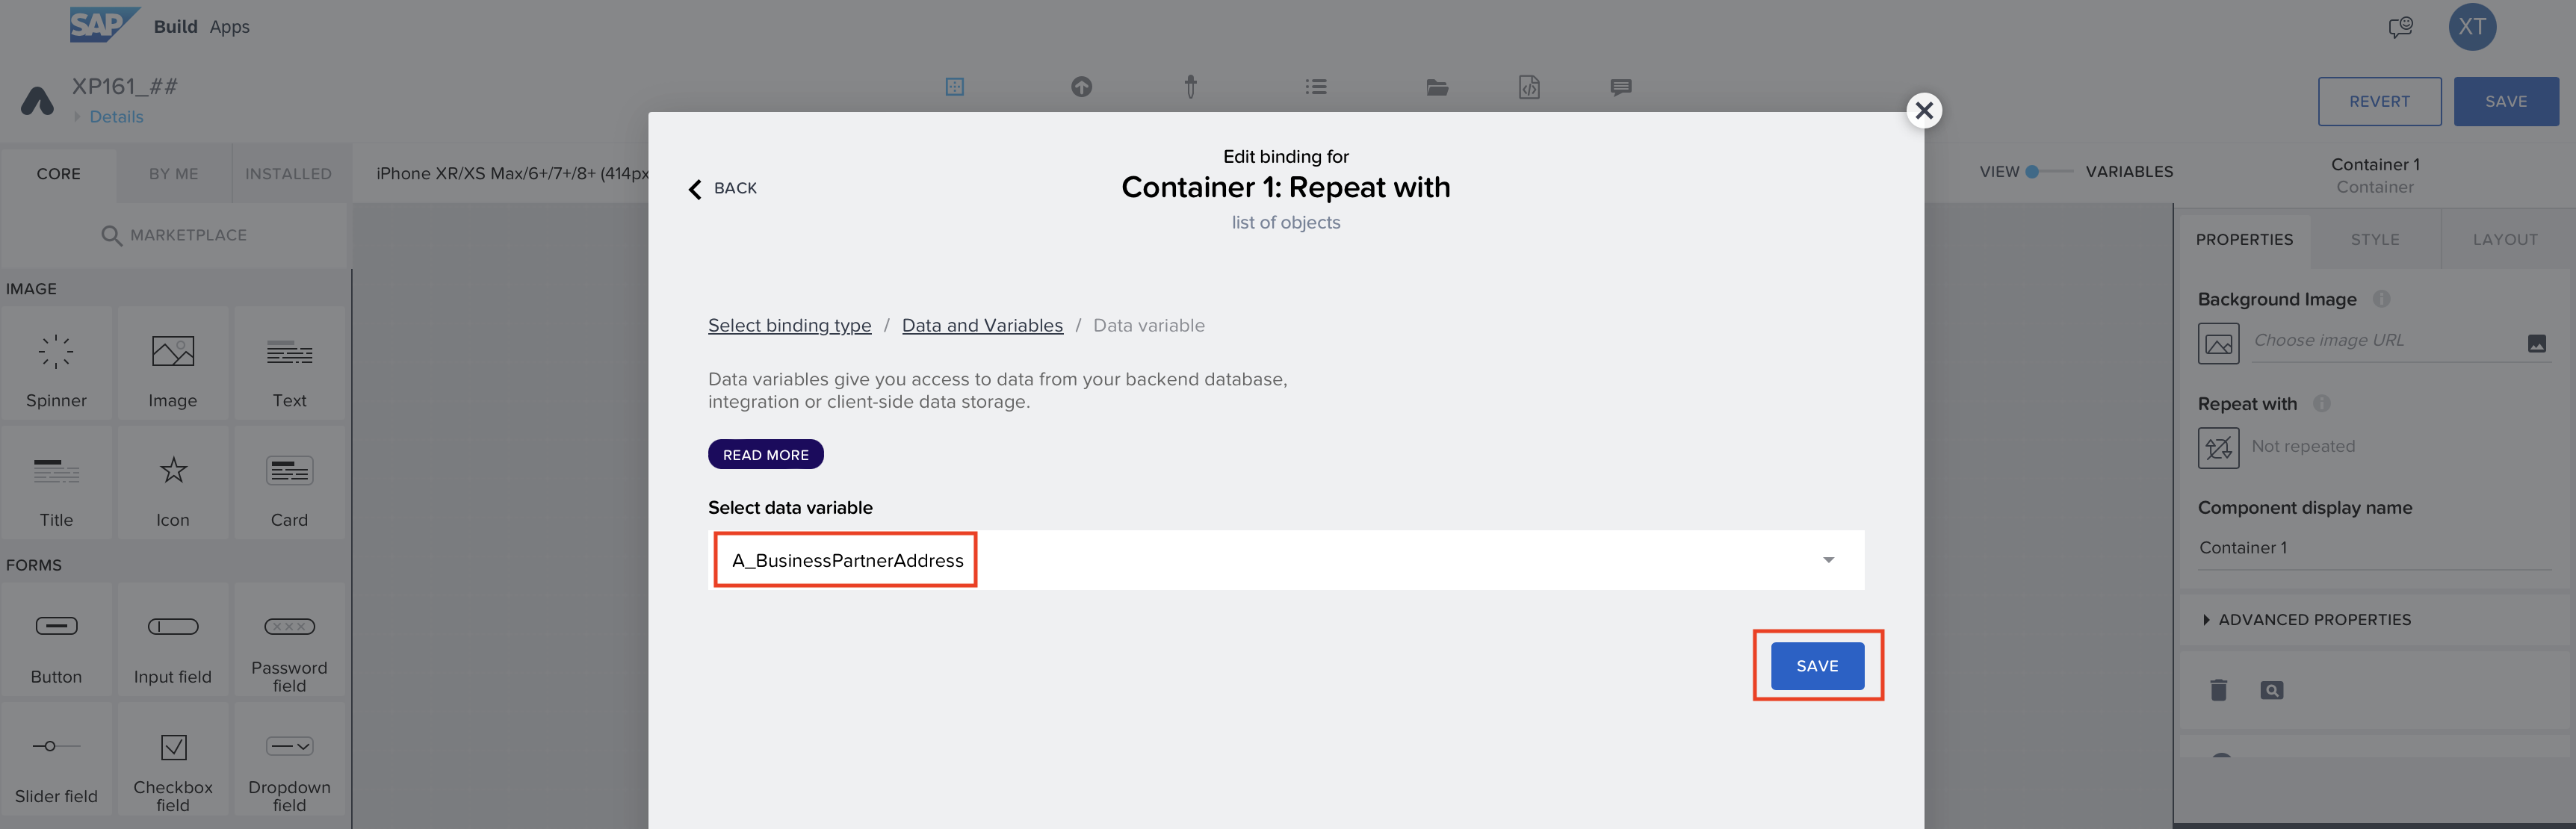 SAP Build Apps
XT
XP161_##
Details
REVERT
SAVE
CORE
BY ME
INSTALLED
iPhone XR/XS Max/6+/7+/8+ (414px
VIEW
VARIABLES
Container 1
Container
MARKETPLACE
IMAGE
Spinner
Image
Text
Title
Icon
Card
FORMS
Button
Input field
Password
field
Slider field
Checkbox
field
Dropdown
field
BACK
Edit binding for
Container 1: Repeat with
list of objects
Select binding type / Data and Variables / Data variable
Data variables give you access to data from your backend database,
integration or client-side data storage.
READ MORE
Select data variable
A_BusinessPartnerAddress
SAVE
PROPERTIES
STYLE
LAYOUT
Background Image
Choose image URL
Repeat with
Not repeated
Component display name
Container 1
ADVANCED PROPERTIES